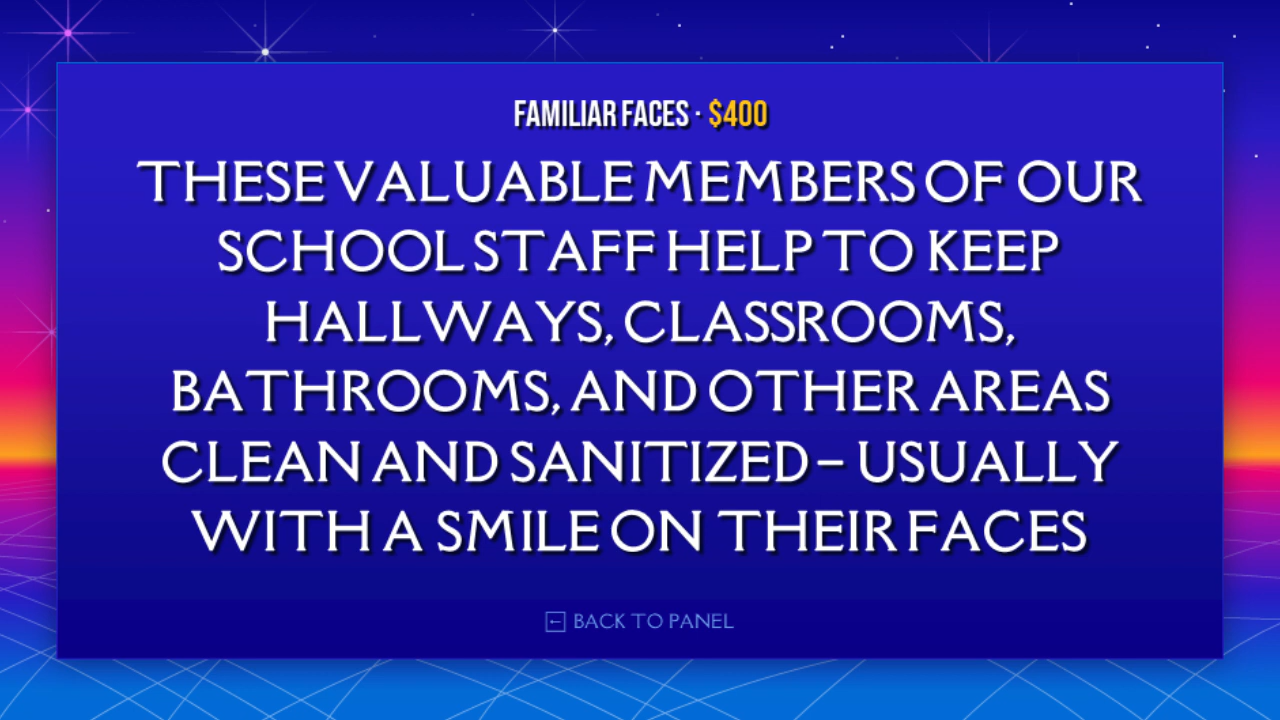 FAMILIAR FACES · $400
THESE VALUABLE MEMBERS OF OUR
SCHOOL STAFF HELP TO KEEP
HALLWAYS, CLASSROOMS,
BATHROOMS, AND OTHER AREAS
CLEAN AND SANITIZED – USUALLY
WITH A SMILE ON THEIR FACES
← BACK TO PANEL